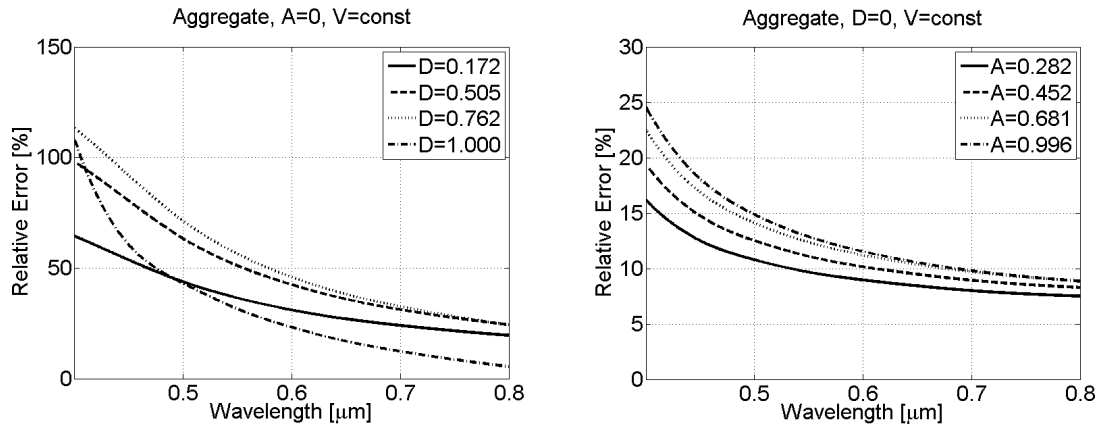 Aggregate, A=0, V=const
150
100
50
0
Relative Error [%]
D=0.172
D=0.505
D=0.762
D=1.000
0.5
0.6
0.7
0.8
Wavelength [μm]
Aggregate, D=0, V=const
30
25
20
15
10
5
0
Relative Error [%]
A=0.282
A=0.452
A=0.681
A=0.996
0.5
0.6
0.7
0.8
Wavelength [μm]